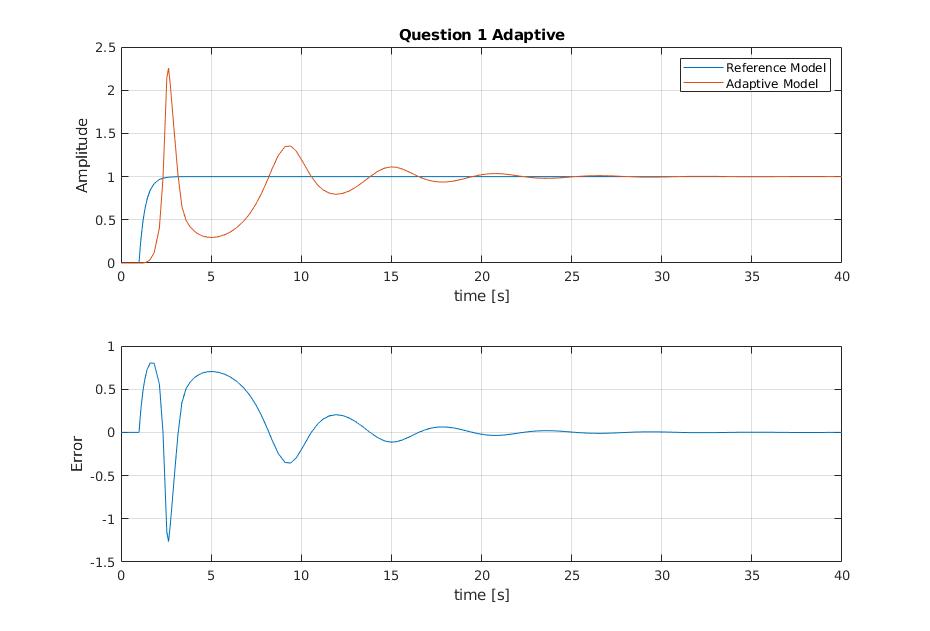 Question 1 Adaptive
2.5
2
1.5
1
0.5
0
Amplitude
Reference Model
Adaptive Model
0 5 10 15 20 25 30 35 40
time [s]
1
0.5
0
-0.5
-1
-1.5
Error
0 5 10 15 20 25 30 35 40
time [s]